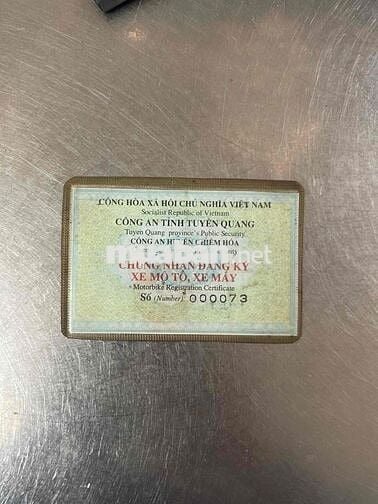 CỘNG HÒA XÃ HỘI CHỦ NGHĨA VIỆT NAM
Socialist Republic of Vietnam
CÔNG AN TỈNH TUYÊN QUANG
Tuyen Quang province's Public Security
CÔNG AN HUYỆN CHIÊM HÓA
CHỨNG NHẬN ĐĂNG KÝ
XE MÔ TÔ, XE MÁY
Motorbike Registration Certificate
Số (Number): 000073